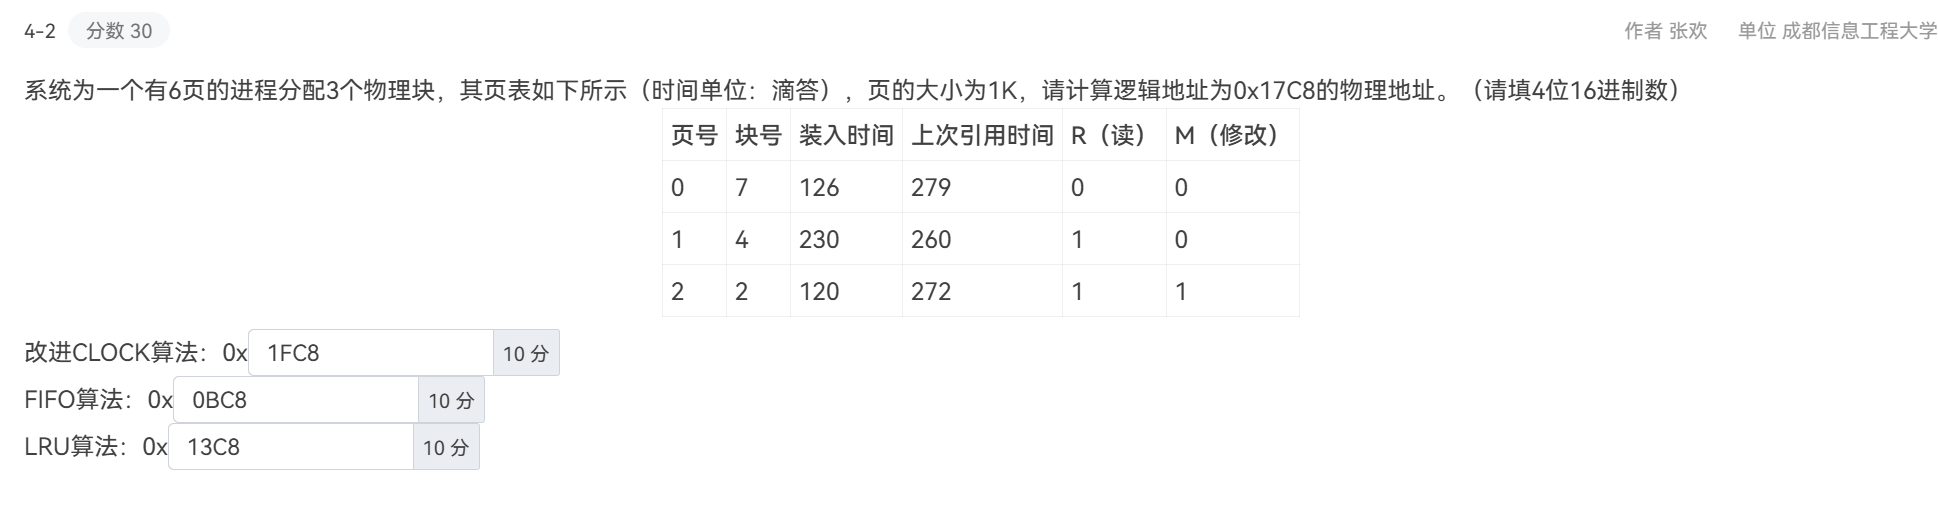 4-2 分数 30 作者 张欢 单位 成都信息工程大学
系统为一个有6页的进程分配3个物理块，其页表如下所示（时间单位：滴答），页的大小为1K，请计算逻辑地址为0x17C8的物理地址。（请填4位16进制数）
页号 块号 装入时间 上次引用时间 R（读） M（修改）
0 7 126 279 0 0
1 4 230 260 1 0
2 2 120 272 1 1
改进CLOCK算法：0x 1FC8 10 分
FIFO算法：0x 0BC8 10 分
LRU算法：0x 13C8 10 分